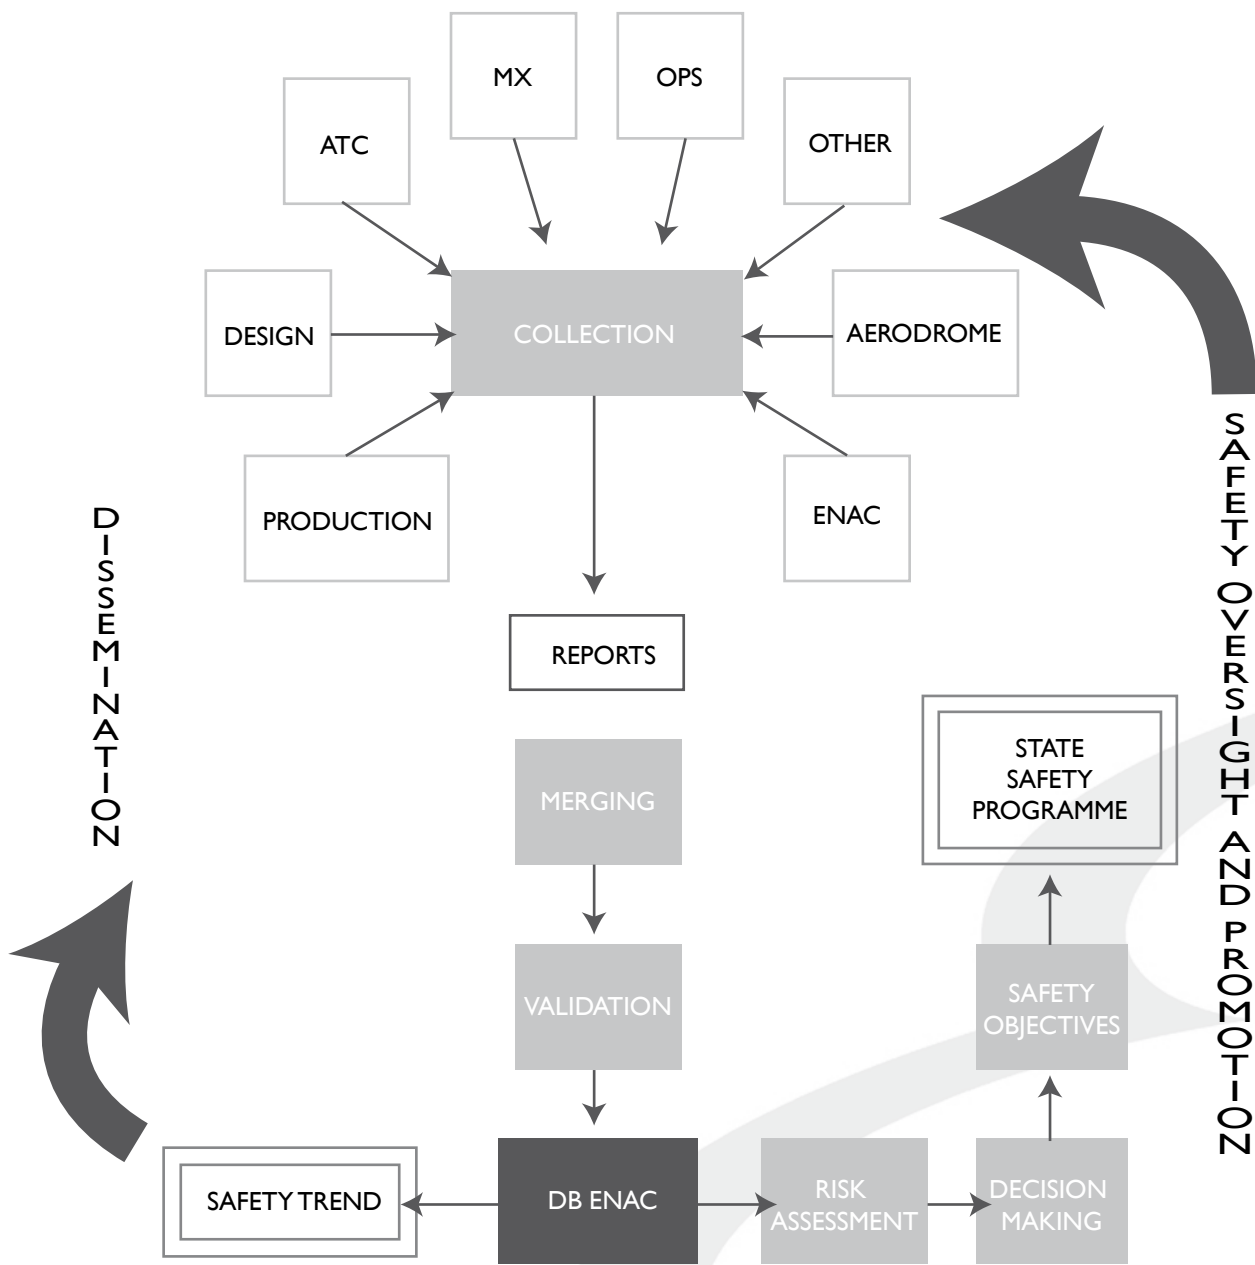 MX
OPS
ATC
OTHER
DESIGN
COLLECTION
AERODROME
PRODUCTION
ENAC
DISSEMINATION
SAFETY OVERSIGHT AND PROMOTION
REPORTS
MERGING
STATE
SAFETY
PROGRAMME
VALIDATION
SAFETY
OBJECTIVES
SAFETY TREND
DB ENAC
RISK
ASSESSMENT
DECISION
MAKING